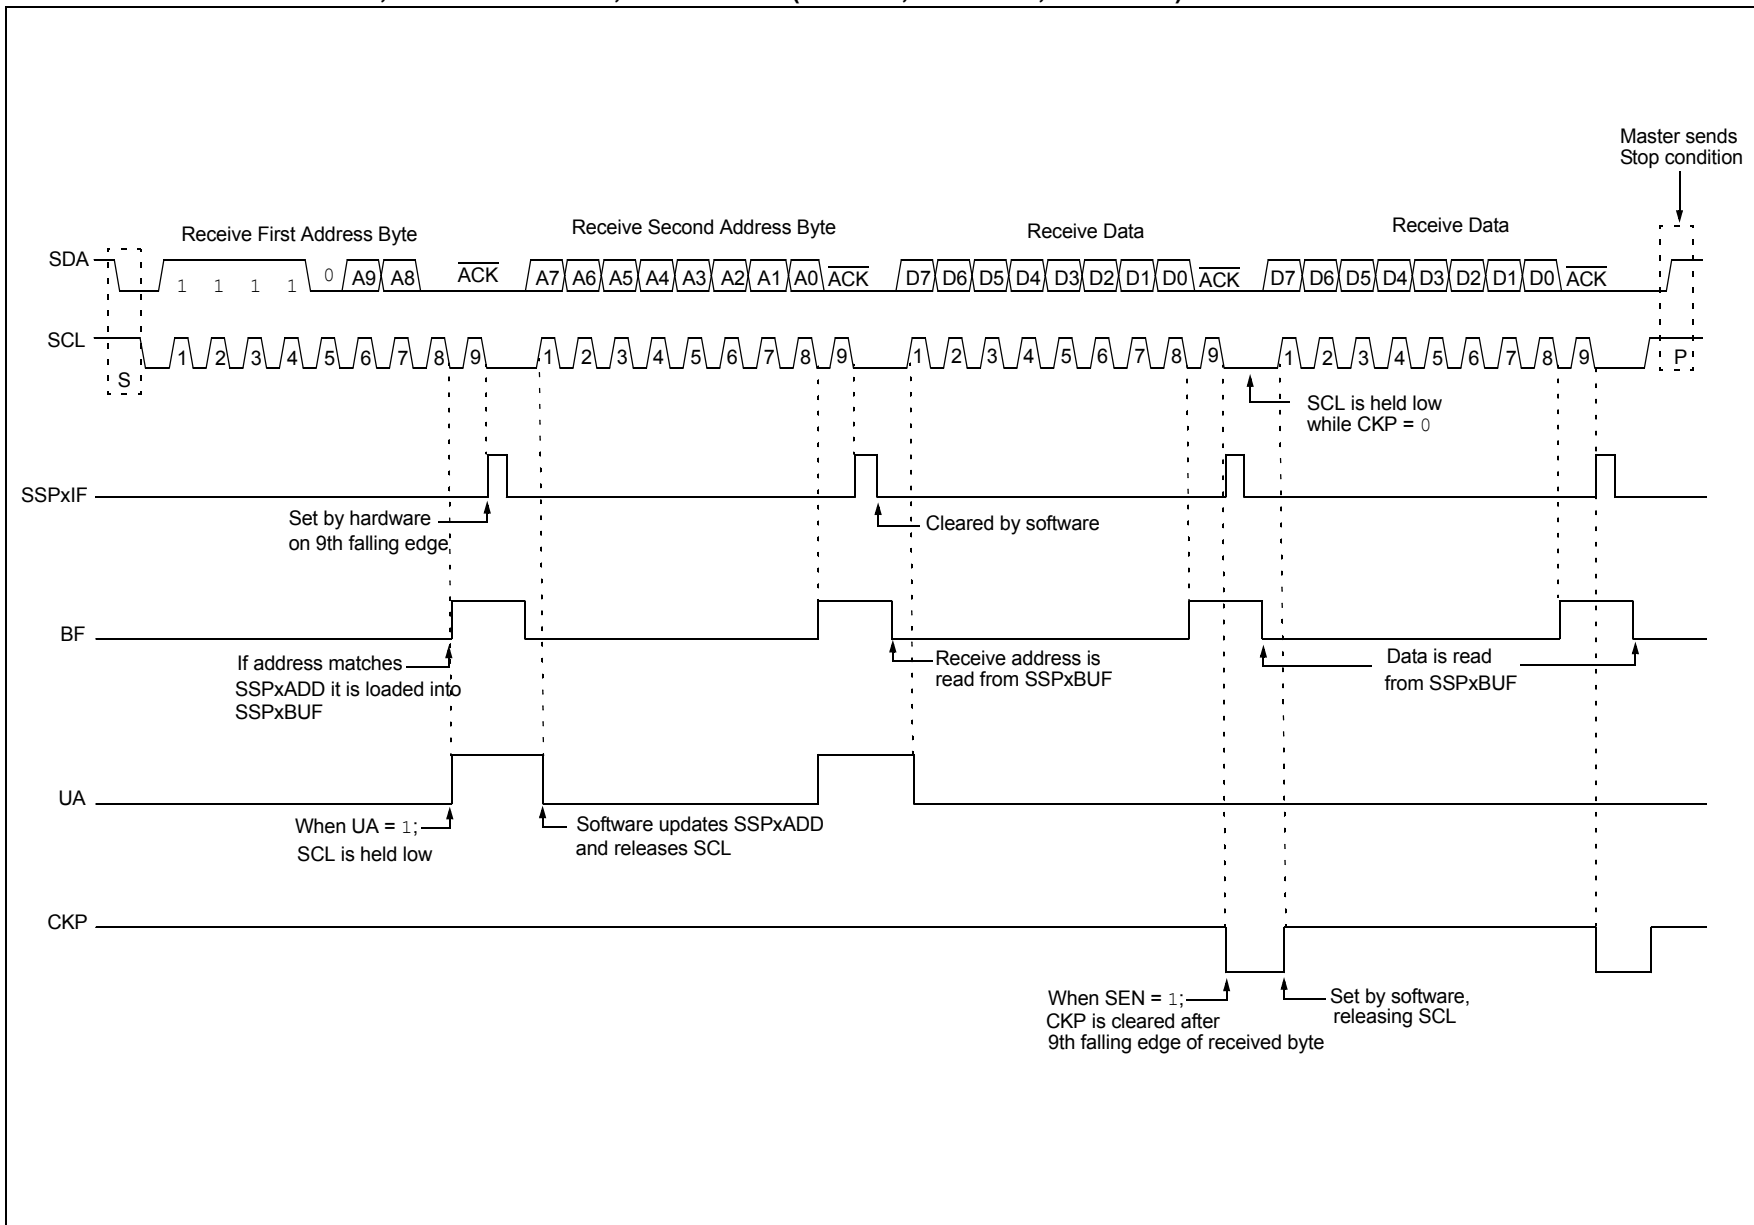 Master sends
Stop condition
Receive First Address Byte
Receive Second Address Byte
Receive Data
Receive Data
SDA
1 1 1 1 0 A9 A8 ACK
A7 A6 A5 A4 A3 A2 A1 A0 ACK
D7 D6 D5 D4 D3 D2 D1 D0 ACK
D7 D6 D5 D4 D3 D2 D1 D0 ACK
SCL
S
1 2 3 4 5 6 7 8 9
1 2 3 4 5 6 7 8 9
1 2 3 4 5 6 7 8 9
1 2 3 4 5 6 7 8 9
P
SCL is held low
while CKP = 0
SSPxIF
Set by hardware
on 9th falling edge
Cleared by software
BF
If address matches
SSPxADD it is loaded into
SSPxBUF
Receive address is
read from SSPxBUF
Data is read
from SSPxBUF
UA
When UA = 1;
SCL is held low
Software updates SSPxADD
and releases SCL
CKP
When SEN = 1;
CKP is cleared after
9th falling edge of received byte
Set by software,
releasing SCL